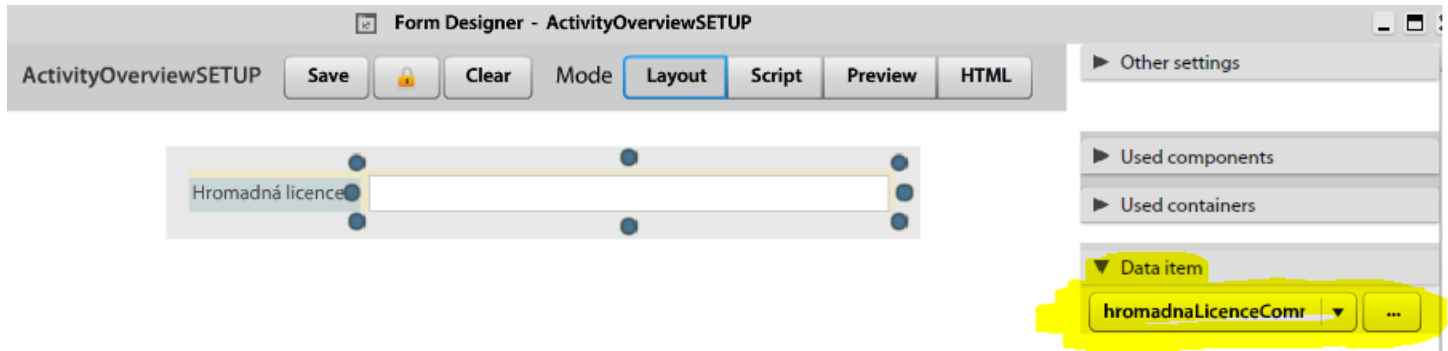 Form Designer - ActivityOverviewSETUP
ActivityOverviewSETUP Save Clear Mode Layout Script Preview HTML
Other settings
Used components
Hromadná licence
Used containers
Data item
hromadnaLicenceComr ...